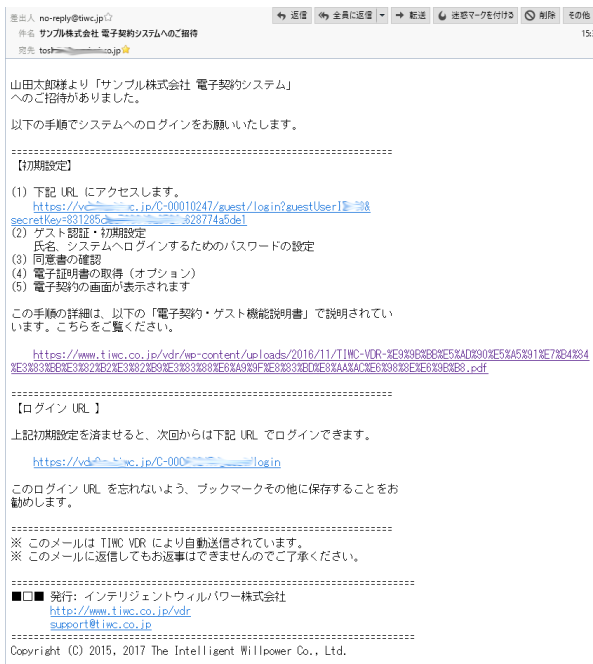 差出人 no-reply@tiwc.jp☆ 返信 全員に返信 転送 迷惑マークを付ける 削除 その他
件名 サンプル株式会社 電子契約システムへのご招待 15:
宛先 .jp
山田太郎様より「サンプル株式会社 電子契約システム」
へのご招待がありました。
以下の手順でシステムへのログインをお願いいたします。
==================================================================
【初期設定】
(1) 下記 URL にアクセスします。
https://v .jp/C-00010247/guest/login?guestUserI &
secretKey=831285 628774a5de1
(2) ゲスト認証・初期設定
氏名、システムへログインするためのパスワードの設定
(3) 同意書の確認
(4) 電子証明書の取得（オプション）
(5) 電子契約の画面が表示されます
この手順の詳細は、以下の「電子契約・ゲスト機能説明書」で説明されてい
います。こちらをご覧ください。
https://www.tiwc.co.jp/vdr/wp-content/uploads/2016/11/TIWC-VDR-%E9%9B%BB%E5%AD%90%E5%A5%91%E7%B4%84
%E3%83%BB%E3%82%B2%E3%82%B9%E3%83%88%E6%A9%9F%E8%83%BD%E8%AA%AC%E6%98%8E%E6%9B%B8.pdf
==================================================================
【ログイン URL 】
上記初期設定を済ませると、次回からは下記 URL でログインできます。
https://vd .jp/C-000 login
このログイン URL を忘れないよう、ブックマークその他に保存することをお
勧めします。
==================================================================
※ このメールは TIWC VDR により自動送信されています。
※ このメールに返信してもお返事はできませんのでご了承ください。
======================================================================
■□■ 発行: インテリジェントウィルパワー株式会社
http://www.tiwc.co.jp/vdr
support@tiwc.co.jp
======================================================================
Copyright (C) 2015, 2017 The Intelligent Willpower Co., Ltd.